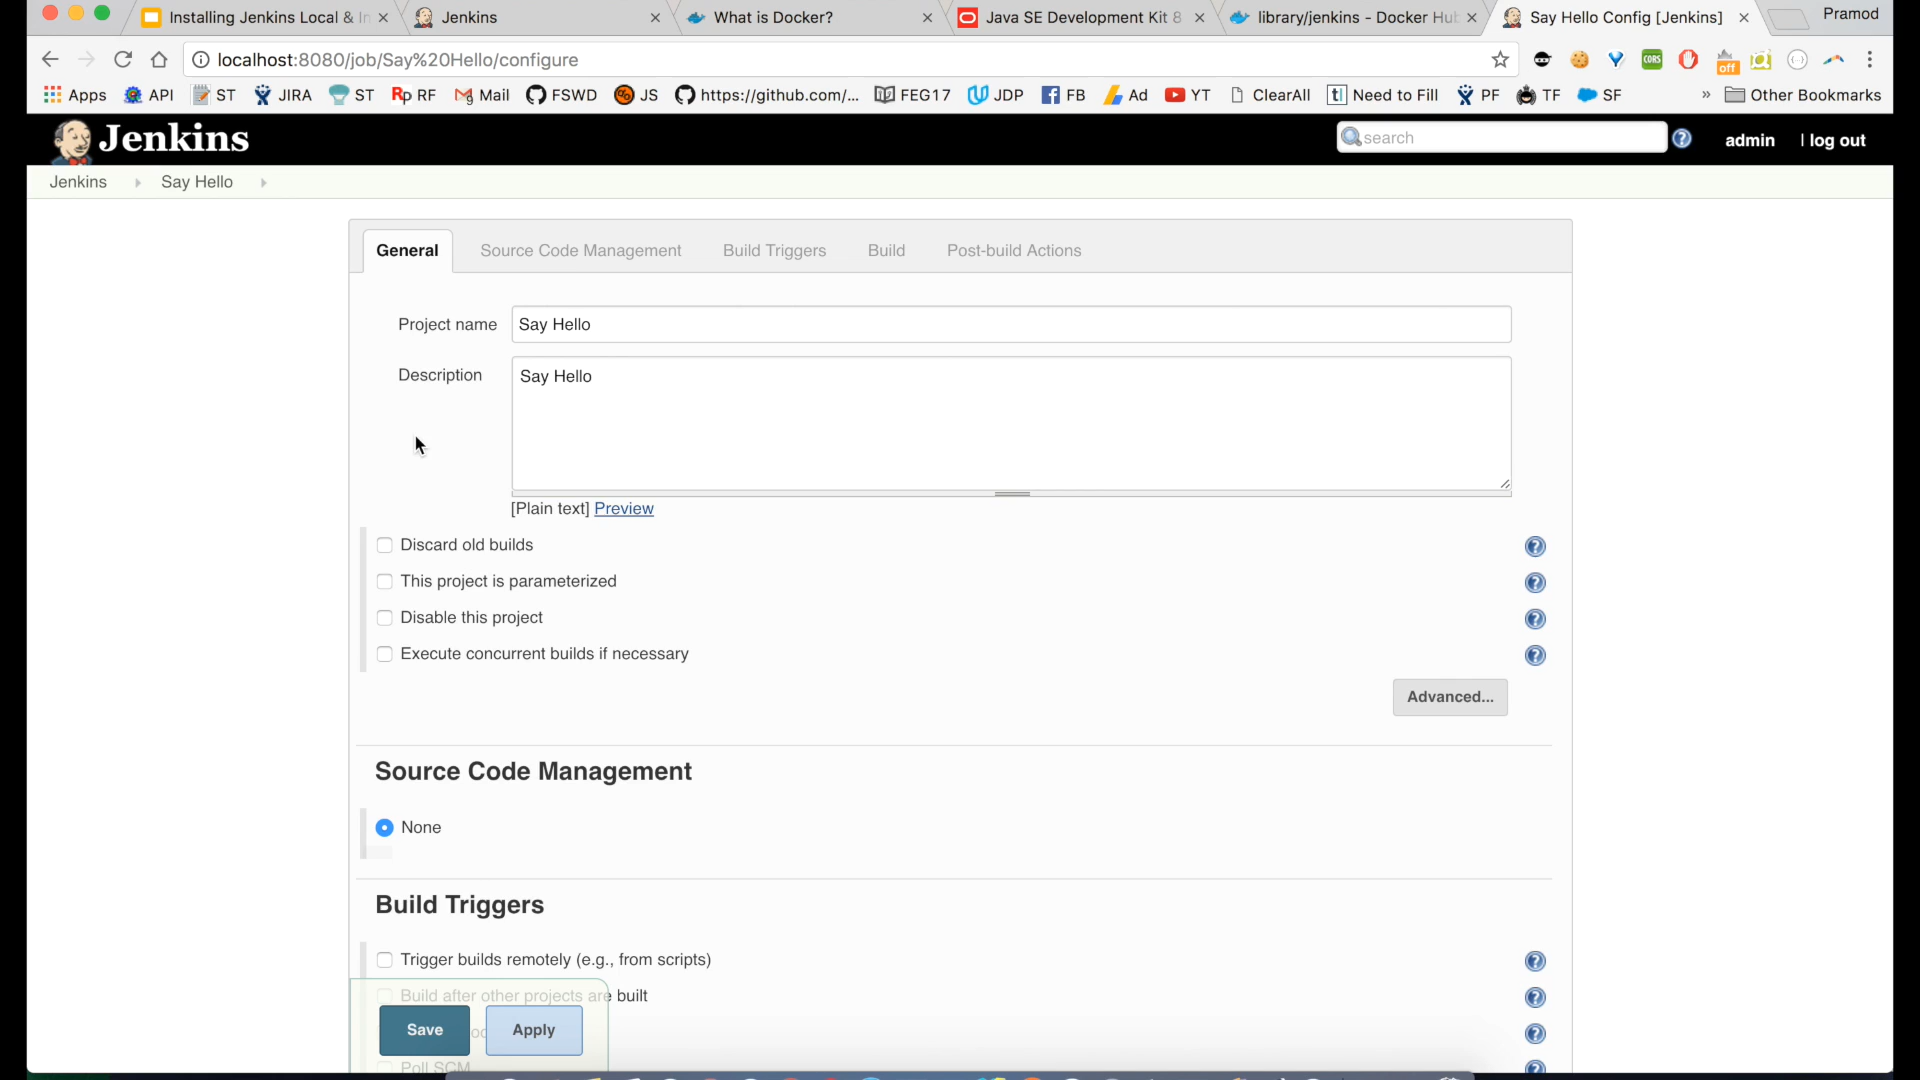 Installing Jenkins Local & In
Jenkins
What is Docker?
Java SE Development Kit 8
library/jenkins - Docker Hub
Say Hello Config [Jenkins]
Pramod
localhost:8080/job/Say%20Hello/configure
CORS
off
Apps
API
ST
JIRA
ST
Rp RF
Mail
FSWD
JS
https://github.com/...
FEG17
JDP
FB
Ad
YT
ClearAll
t| Need to Fill
PF
TF
SF
»
Other Bookmarks
Jenkins
search
admin
| log out
Jenkins
Say Hello
General
Source Code Management
Build Triggers
Build
Post-build Actions
Project name
Say Hello
Description
Say Hello
[Plain text] Preview
Discard old builds
This project is parameterized
Disable this project
Execute concurrent builds if necessary
Advanced...
Source Code Management
None
Build Triggers
Trigger builds remotely (e.g., from scripts)
Build after other projects are built
Save
Apply
Poll SCM